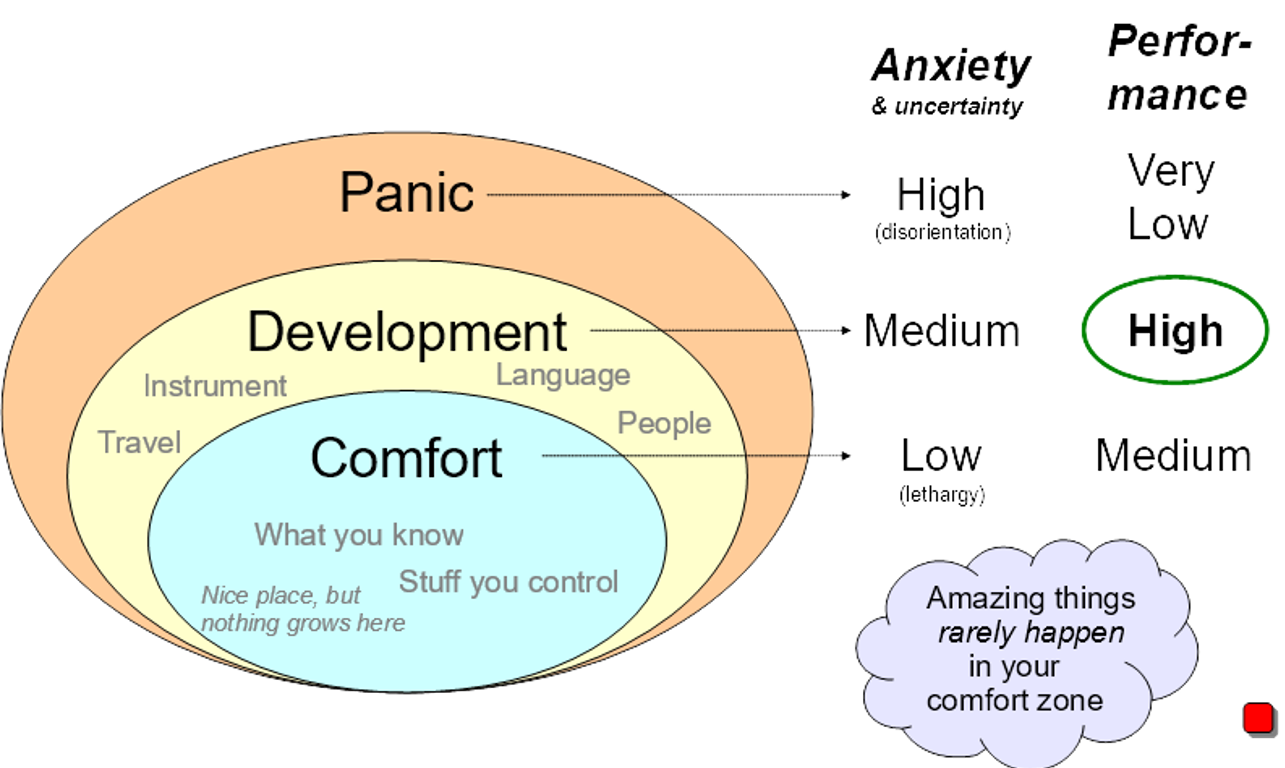 Anxiety
& uncertainty
Perfor-
mance
Panic
High
(disorientation)
Very
Low
Development
Medium
High
Instrument
Language
Travel
People
Comfort
Low
(lethargy)
Medium
What you know
Stuff you control
Nice place, but
nothing grows here
Amazing things
rarely happen
in your
comfort zone